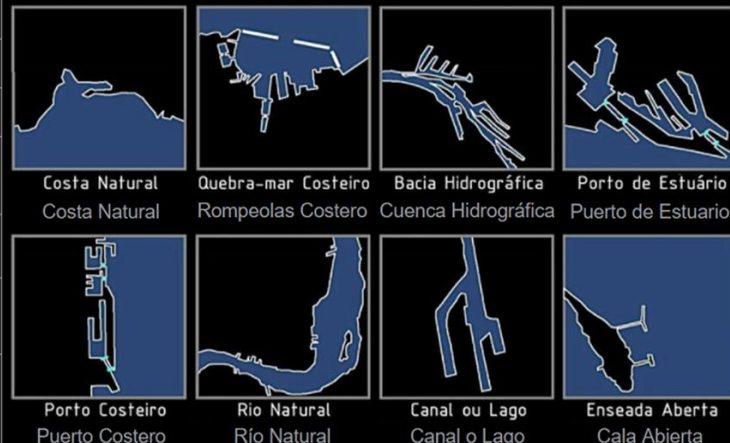 Costa Natural
Quebra-mar Costeiro
Bacia Hidrográfica
Porto de Estuário
Costa Natural
Rompeolas Costero
Cuenca Hidrográfica
Puerto de Estuario
Porto Costeiro
Rio Natural
Canal ou Lago
Enseada Aberta
Puerto Costero
Río Natural
Canal o Lago
Cala Abierta